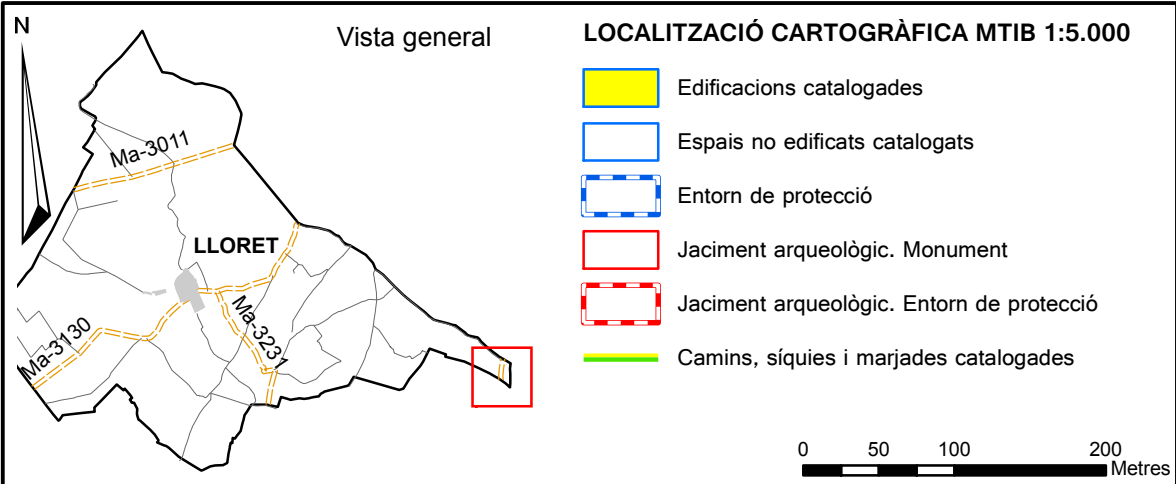 N
Vista general
Ma-3011
LLORET
Ma-3231
Ma-3130
LOCALITZACIÓ CARTOGRÀFICA MTIB 1:5.000
Edificacions catalogades
Espais no edificats catalogats
Entorn de protecció
Jaciment arqueològic. Monument
Jaciment arqueològic. Entorn de protecció
Camins, síquies i marjades catalogades
0 50 100 200
Metres